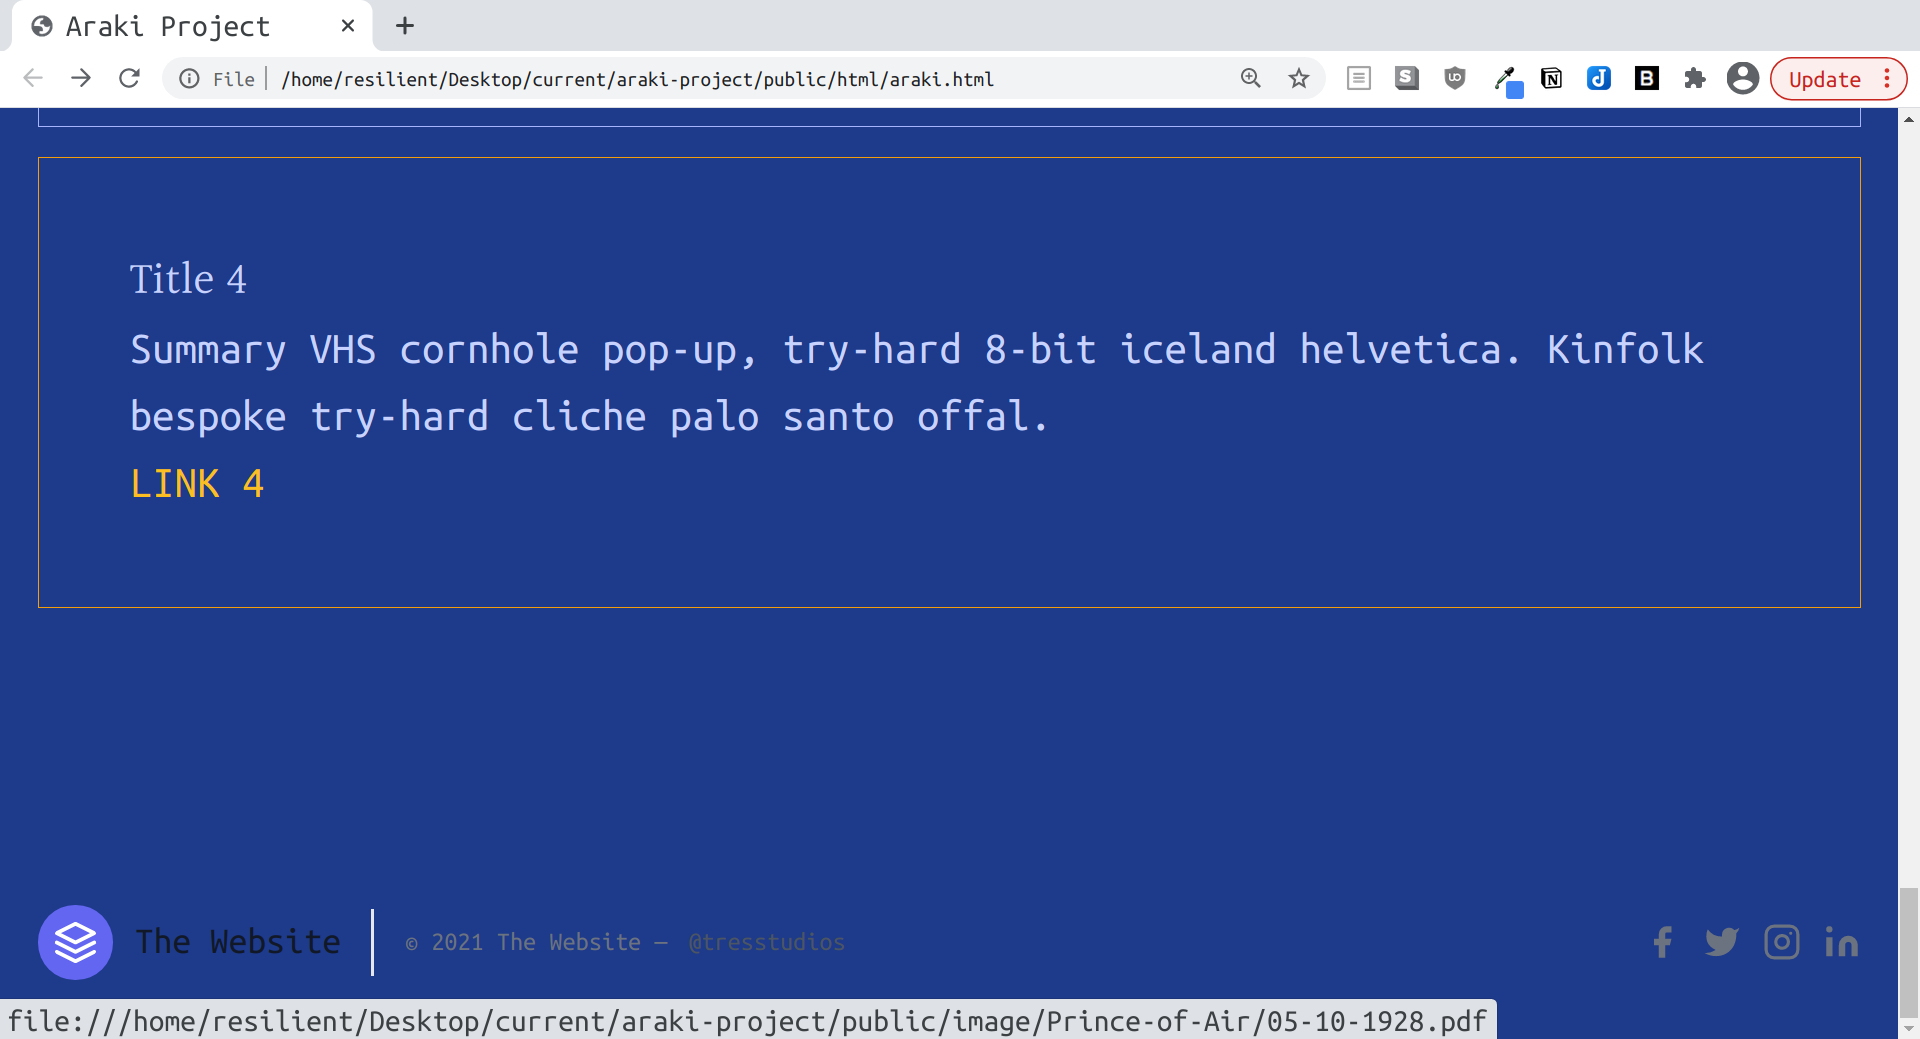 Araki Project
File | /home/resilient/Desktop/current/araki-project/public/html/araki.html
Update
Title 4
Summary VHS cornhole pop-up, try-hard 8-bit iceland helvetica. Kinfolk
bespoke try-hard cliche palo santo offal.
LINK 4
The Website
© 2021 The Website — @tresstudios
file:///home/resilient/Desktop/current/araki-project/public/image/Prince-of-Air/05-10-1928.pdf